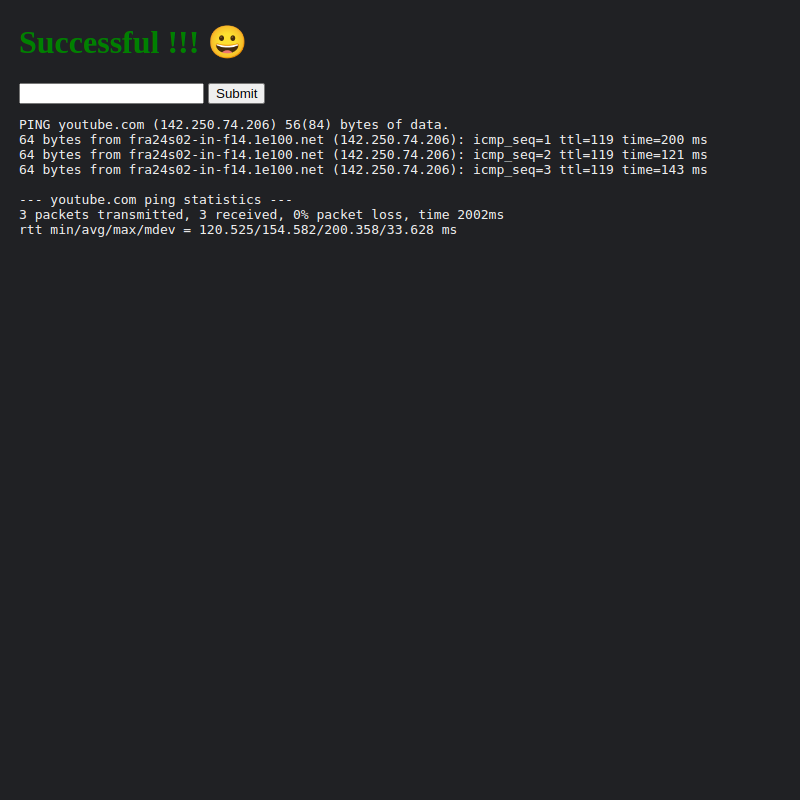 Successful !!! 😀
Submit
PING youtube.com (142.250.74.206) 56(84) bytes of data.
64 bytes from fra24s02-in-f14.1e100.net (142.250.74.206): icmp_seq=1 ttl=119 time=200 ms
64 bytes from fra24s02-in-f14.1e100.net (142.250.74.206): icmp_seq=2 ttl=119 time=121 ms
64 bytes from fra24s02-in-f14.1e100.net (142.250.74.206): icmp_seq=3 ttl=119 time=143 ms
--- youtube.com ping statistics ---
3 packets transmitted, 3 received, 0% packet loss, time 2002ms
rtt min/avg/max/mdev = 120.525/154.582/200.358/33.628 ms